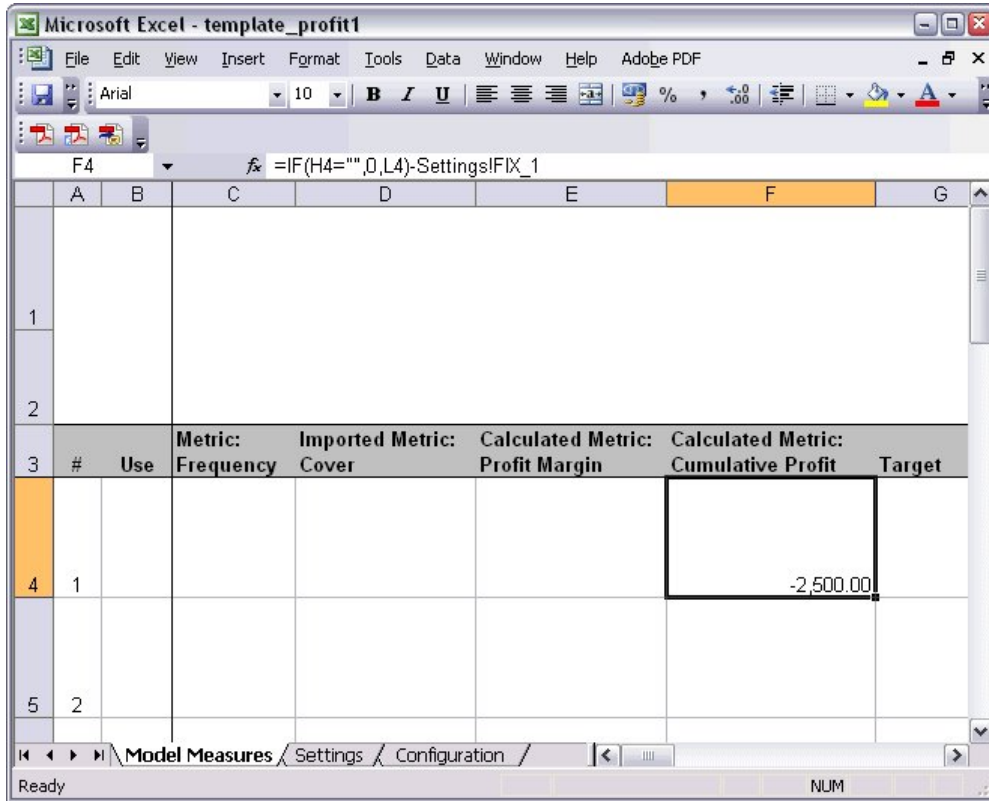 Microsoft Excel - template_profit1
File Edit View Insert Format Tools Data Window Help Adobe PDF
Arial 10 B I U % ,
F4 fx =IF(H4="",0,L4)-Settings!FIX_1
A B C D E F G
1
2
3 # Use Metric: Frequency Imported Metric: Cover Calculated Metric: Profit Margin Calculated Metric: Cumulative Profit Target
4 1 -2,500.00
5 2
Model Measures Settings Configuration
Ready NUM